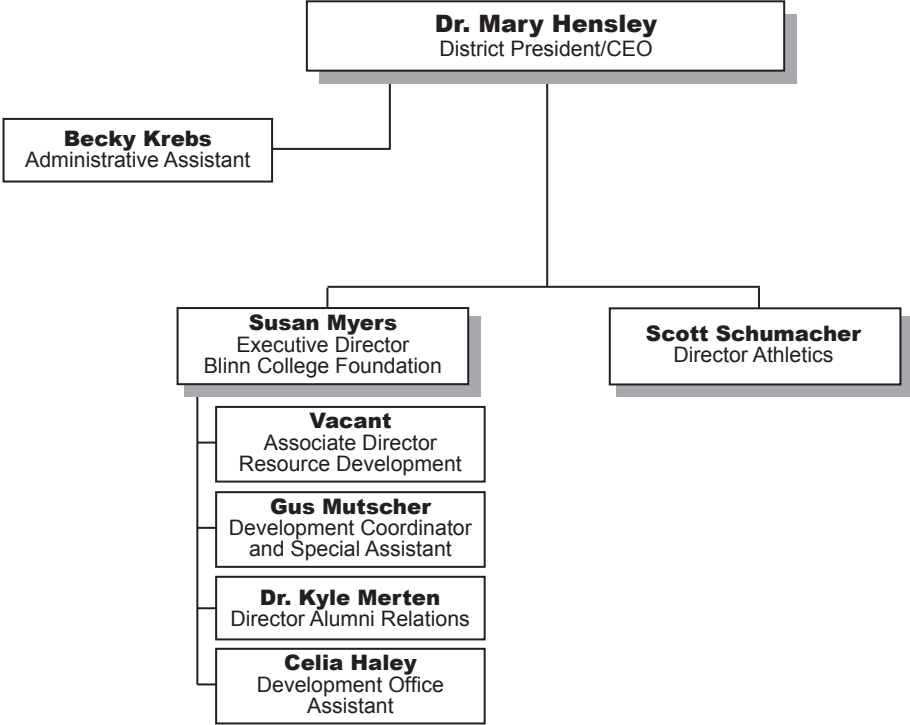 Dr. Mary Hensley
District President/CEO
Becky Krebs
Administrative Assistant
Susan Myers
Executive Director
Blinn College Foundation
Scott Schumacher
Director Athletics
Vacant
Associate Director
Resource Development
Gus Mutscher
Development Coordinator
and Special Assistant
Dr. Kyle Merten
Director Alumni Relations
Celia Haley
Development Office
Assistant